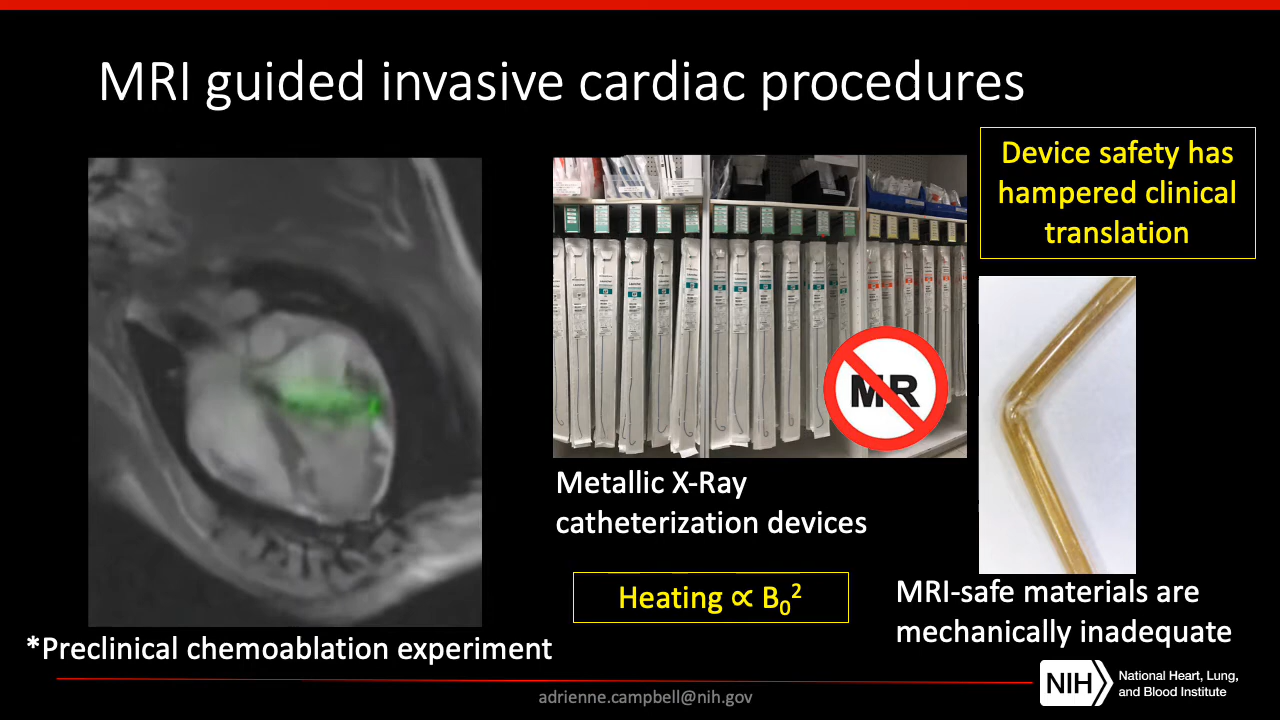 MRI guided invasive cardiac procedures
Device safety has
hampered clinical
translation
MR
Metallic X-Ray
catheterization devices
Heating ∝ B₀²
MRI-safe materials are
mechanically inadequate
*Preclinical chemoablation experiment
adrienne.campbell@nih.gov
NIH
National Heart, Lung,
and Blood Institute